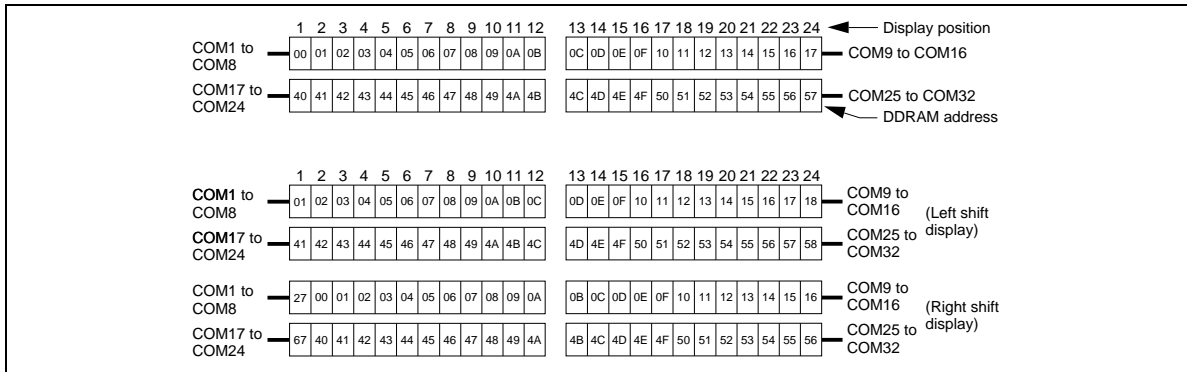 1 2 3 4 5 6 7 8 9 10 11 12 13 14 15 16 17 18 19 20 21 22 23 24 Display position
COM1 to COM8 00 01 02 03 04 05 06 07 08 09 0A 0B 0C 0D 0E 0F 10 11 12 13 14 15 16 17 COM9 to COM16
COM17 to COM24 40 41 42 43 44 45 46 47 48 49 4A 4B 4C 4D 4E 4F 50 51 52 53 54 55 56 57 COM25 to COM32
DDRAM address
1 2 3 4 5 6 7 8 9 10 11 12 13 14 15 16 17 18 19 20 21 22 23 24
COM1 to COM8 01 02 03 04 05 06 07 08 09 0A 0B 0C 0D 0E 0F 10 11 12 13 14 15 16 17 18 COM9 to COM16
(Left shift display)
COM17 to COM24 41 42 43 44 45 46 47 48 49 4A 4B 4C 4D 4E 4F 50 51 52 53 54 55 56 57 58 COM25 to COM32
COM1 to COM8 27 00 01 02 03 04 05 06 07 08 09 0A 0B 0C 0D 0E 0F 10 11 12 13 14 15 16 COM9 to COM16
(Right shift display)
COM17 to COM24 67 40 41 42 43 44 45 46 47 48 49 4A 4B 4C 4D 4E 4F 50 51 52 53 54 55 56 COM25 to COM32